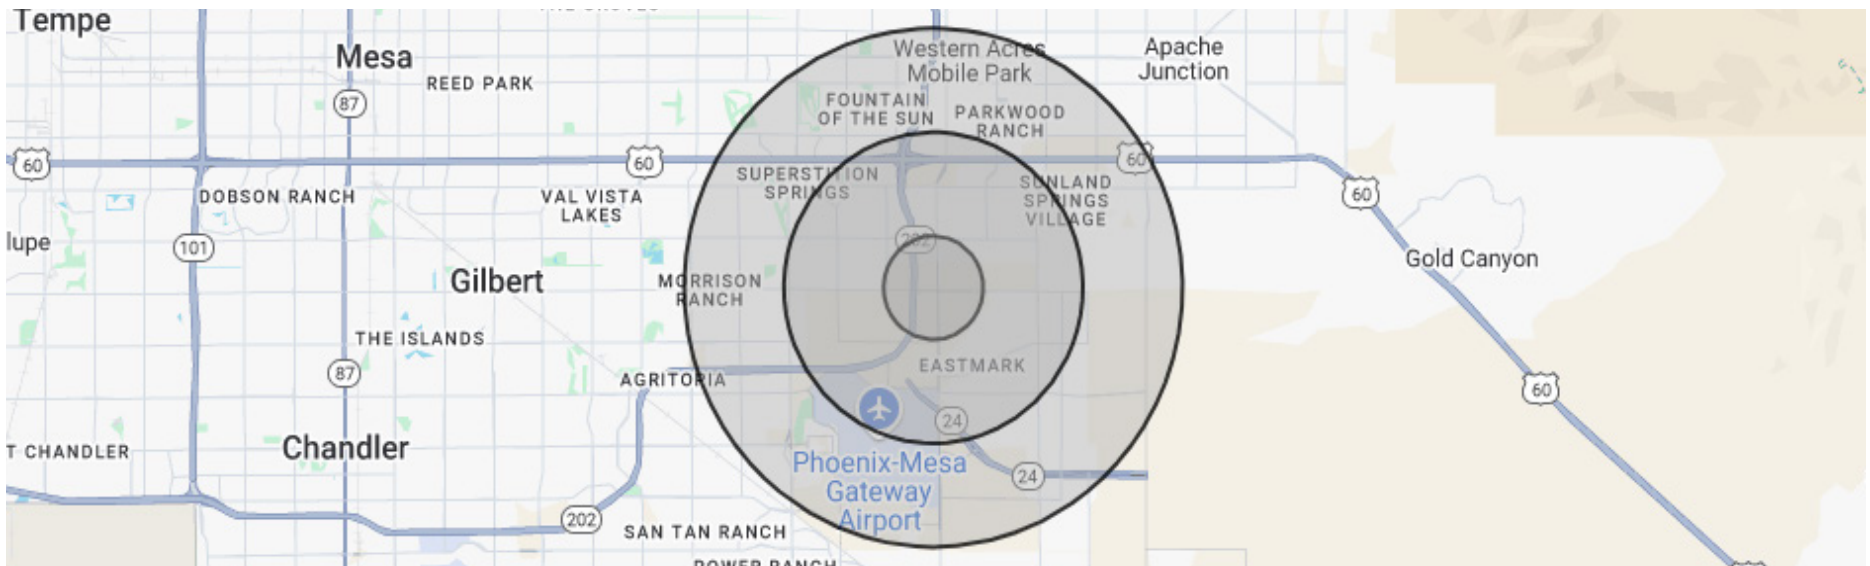 THE GROVES
Tempe
Mesa
Western Acres
Mobile Park
Apache
Junction
REED PARK
87
FOUNTAIN
OF THE SUN
PARKWOOD
RANCH
60
60
60
SUPERSTITION
SPRINGS
SUNLAND
SPRINGS
VILLAGE
60
DOBSON RANCH
VAL VISTA
LAKES
lupe
101
202
Gold Canyon
Gilbert
MORRISON
RANCH
THE ISLANDS
87
AGRITOPIA
EASTMARK
60
24
T CHANDLER
Chandler
Phoenix-Mesa
Gateway
Airport
24
202
SAN TAN RANCH
POWER RANCH